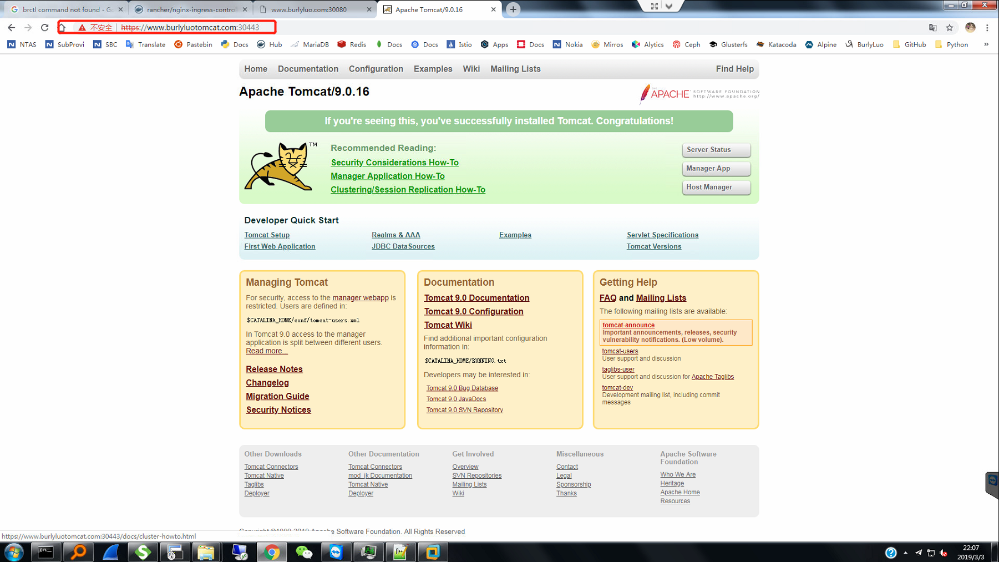 brctl command not found - Go
rancher/nginx-ingress-control
www.burlyluo.com:30080
Apache Tomcat/9.0.16
不安全 | https://www.burlyluotomcat.com:30443
NTAS SubProvi SBC Translate Pastebin Docs Hub MariaDB Redis Docs Docs Istio Apps Docs Nokia Mirros Alytics Ceph Glusterfs Katacoda Alpine BurlyLuo GitHub Python »
Home Documentation Configuration Examples Wiki Mailing Lists Find Help
Apache Tomcat/9.0.16
THE APACHE SOFTWARE FOUNDATION
http://www.apache.org/
If you're seeing this, you've successfully installed Tomcat. Congratulations!
TM
Recommended Reading:
Security Considerations How-To
Manager Application How-To
Clustering/Session Replication How-To
Server Status
Manager App
Host Manager
Developer Quick Start
Tomcat Setup
First Web Application
Realms & AAA
JDBC DataSources
Examples
Servlet Specifications
Tomcat Versions
Managing Tomcat
For security, access to the manager webapp is
restricted. Users are defined in:
$CATALINA_HOME/conf/tomcat-users.xml
In Tomcat 9.0 access to the manager
application is split between different users.
Read more...
Release Notes
Changelog
Migration Guide
Security Notices
Documentation
Tomcat 9.0 Documentation
Tomcat 9.0 Configuration
Tomcat Wiki
Find additional important configuration
information in:
$CATALINA_HOME/RUNNING.txt
Developers may be interested in:
Tomcat 9.0 Bug Database
Tomcat 9.0 JavaDocs
Tomcat 9.0 SVN Repository
Getting Help
FAQ and Mailing Lists
The following mailing lists are available:
tomcat-announce
Important announcements, releases, security
vulnerability notifications. (Low volume).
tomcat-users
User support and discussion
taglibs-user
User support and discussion for Apache Taglibs
tomcat-dev
Development mailing list, including commit
messages
Other Downloads
Tomcat Connectors
Tomcat Native
Taglibs
Deployer
Other Documentation
Tomcat Connectors
mod_jk Documentation
Tomcat Native
Deployer
Get Involved
Overview
SVN Repositories
Mailing Lists
Wiki
Miscellaneous
Contact
Legal
Sponsorship
Thanks
Apache Software
Foundation
Who We Are
Heritage
Apache Home
Resources
Copyright ©1999-2019 Apache Software Foundation. All Rights Reserved
https://www.burlyluotomcat.com:30443/docs/cluster-howto.html
22:07
2019/3/3